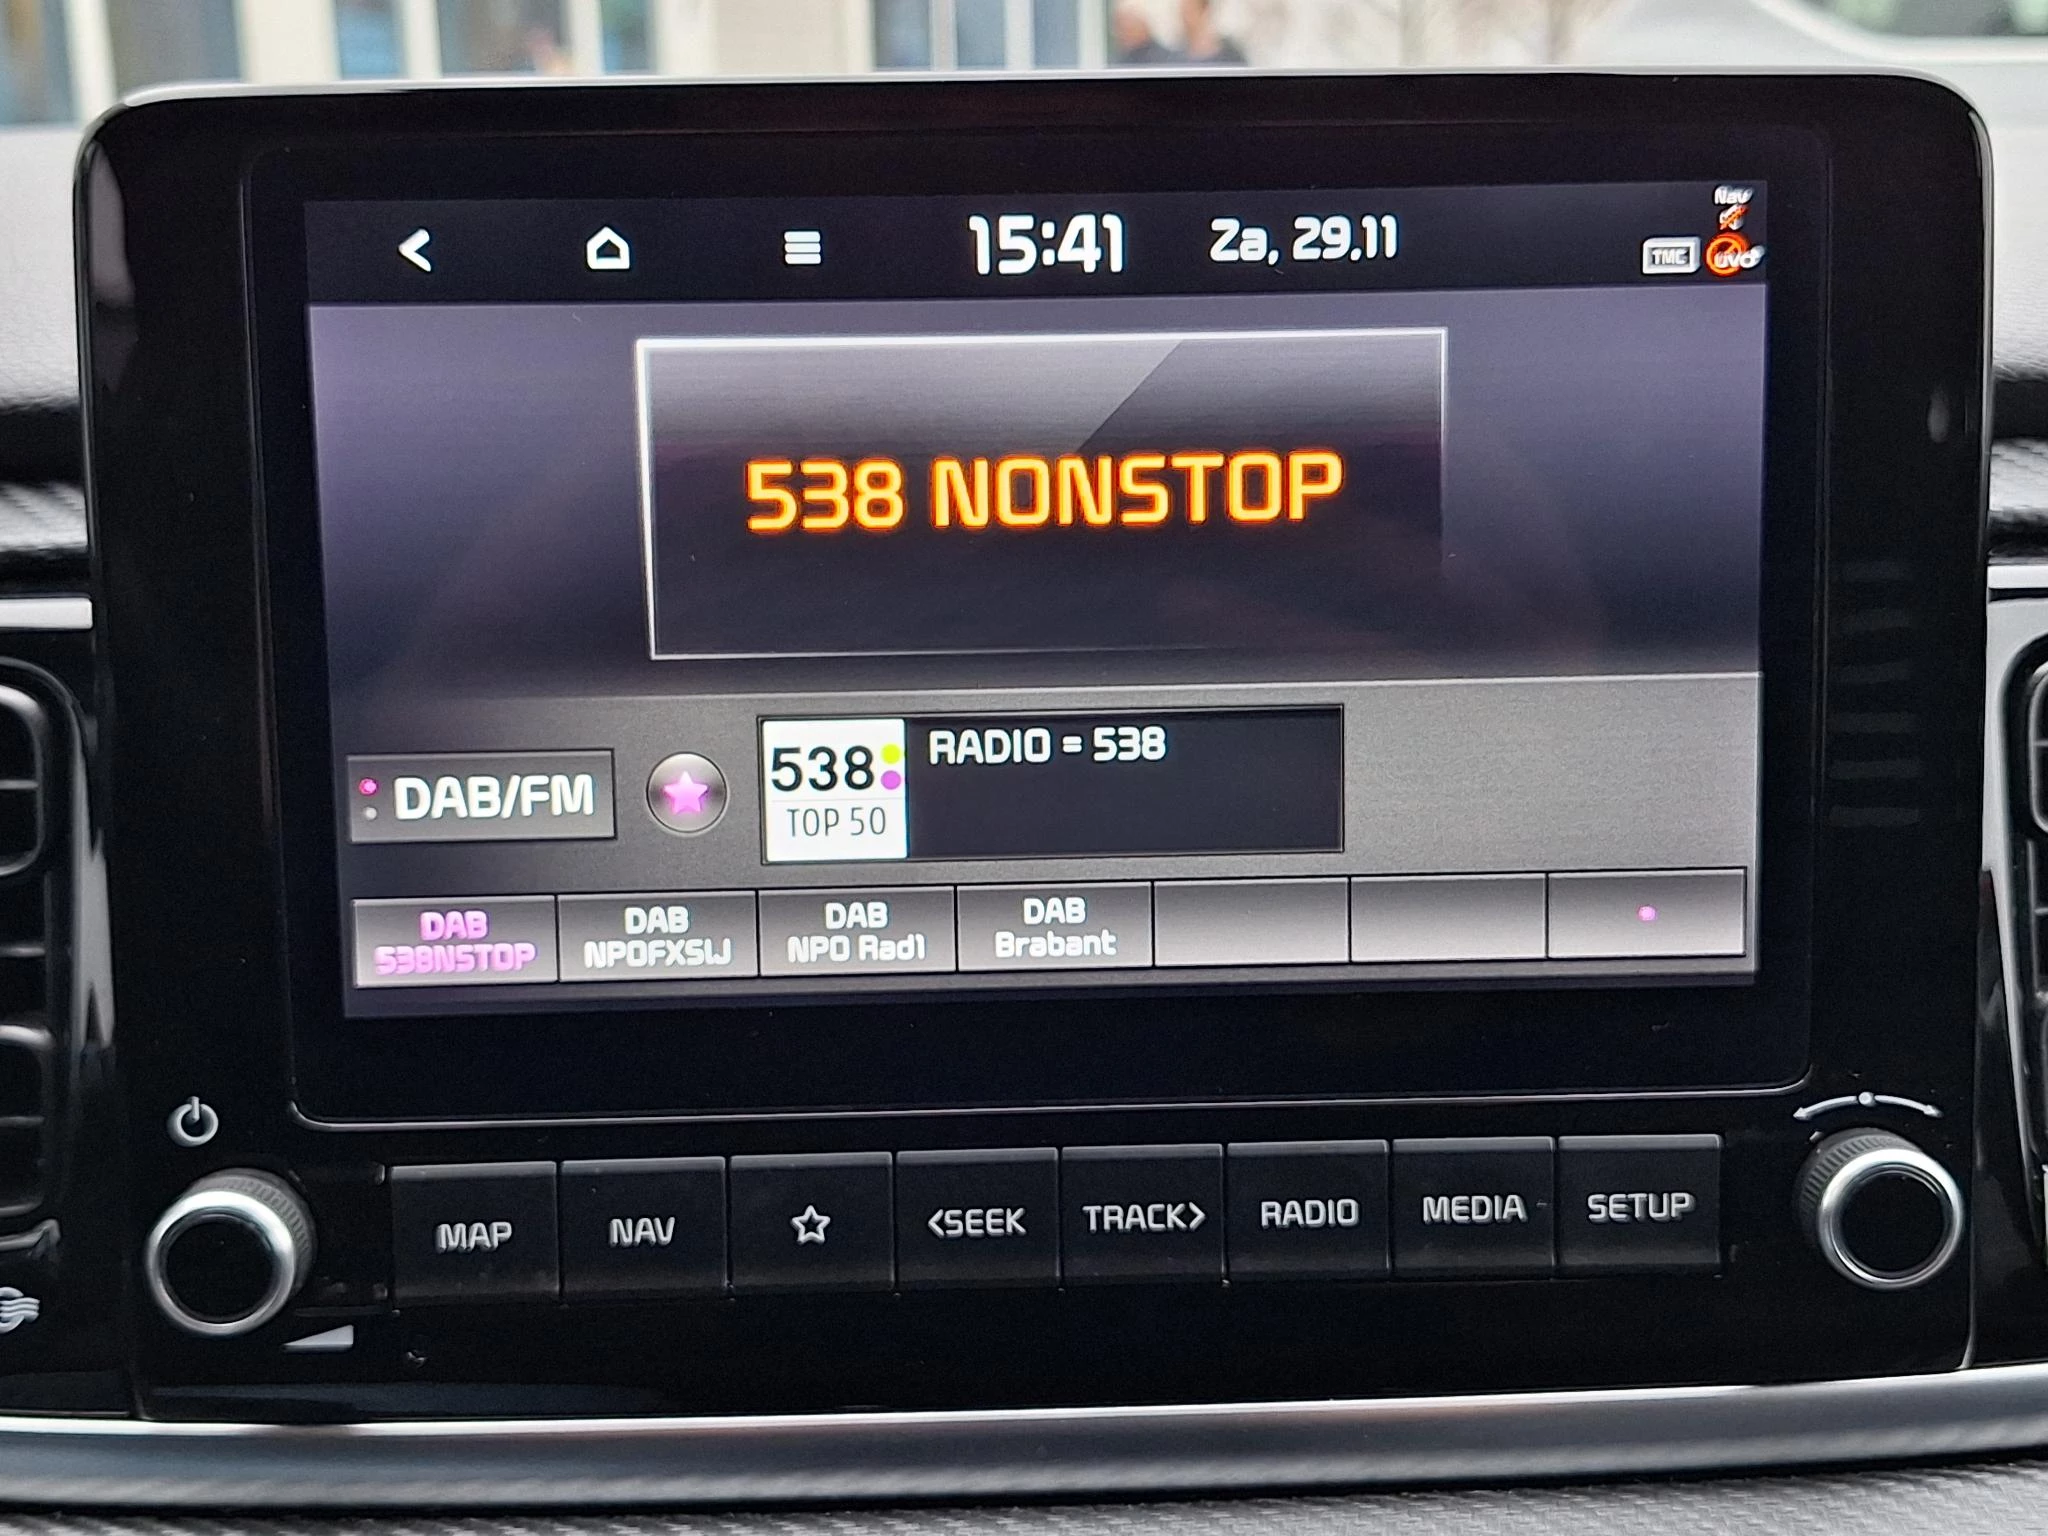 15:41
Za, 29.11
Nav
TMC
UVO
538 NONSTOP
DAB/FM
538
TOP 50
RADIO = 538
DAB
538NSTOP
DAB
NPOFXSW
DAB
NPO Rad1
DAB
Brabant
MAP
NAV
<SEEK
TRACK>
RADIO
MEDIA
SETUP